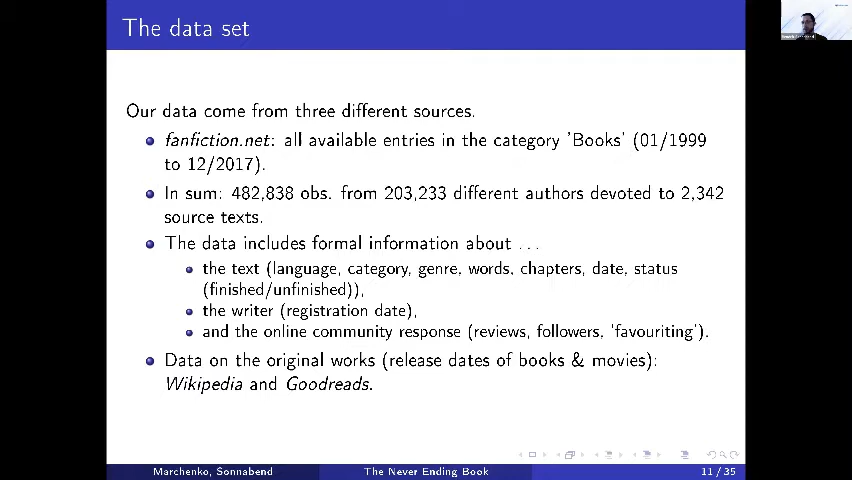 The data set
Our data come from three different sources.
fanfiction.net: all available entries in the category 'Books' (01/1999
to 12/2017).
In sum: 482,838 obs. from 203,233 different authors devoted to 2,342
source texts.
The data includes formal information about ...
the text (language, category, genre, words, chapters, date, status
(finished/unfinished)),
the writer (registration date),
and the online community response (reviews, followers, 'favouriting').
Data on the original works (release dates of books & movies):
Wikipedia and Goodreads.
Marchenko, Sonnabend
The Never Ending Book
11 / 35